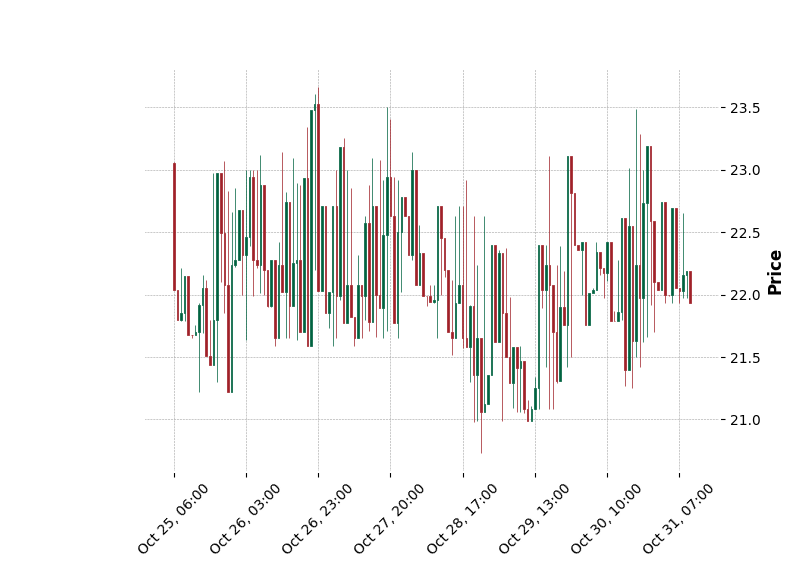 23.5
23.0
22.5
22.0
21.5
21.0
Price
Oct 25, 06:00
Oct 26, 03:00
Oct 26, 23:00
Oct 27, 20:00
Oct 28, 17:00
Oct 29, 13:00
Oct 30, 10:00
Oct 31, 07:00